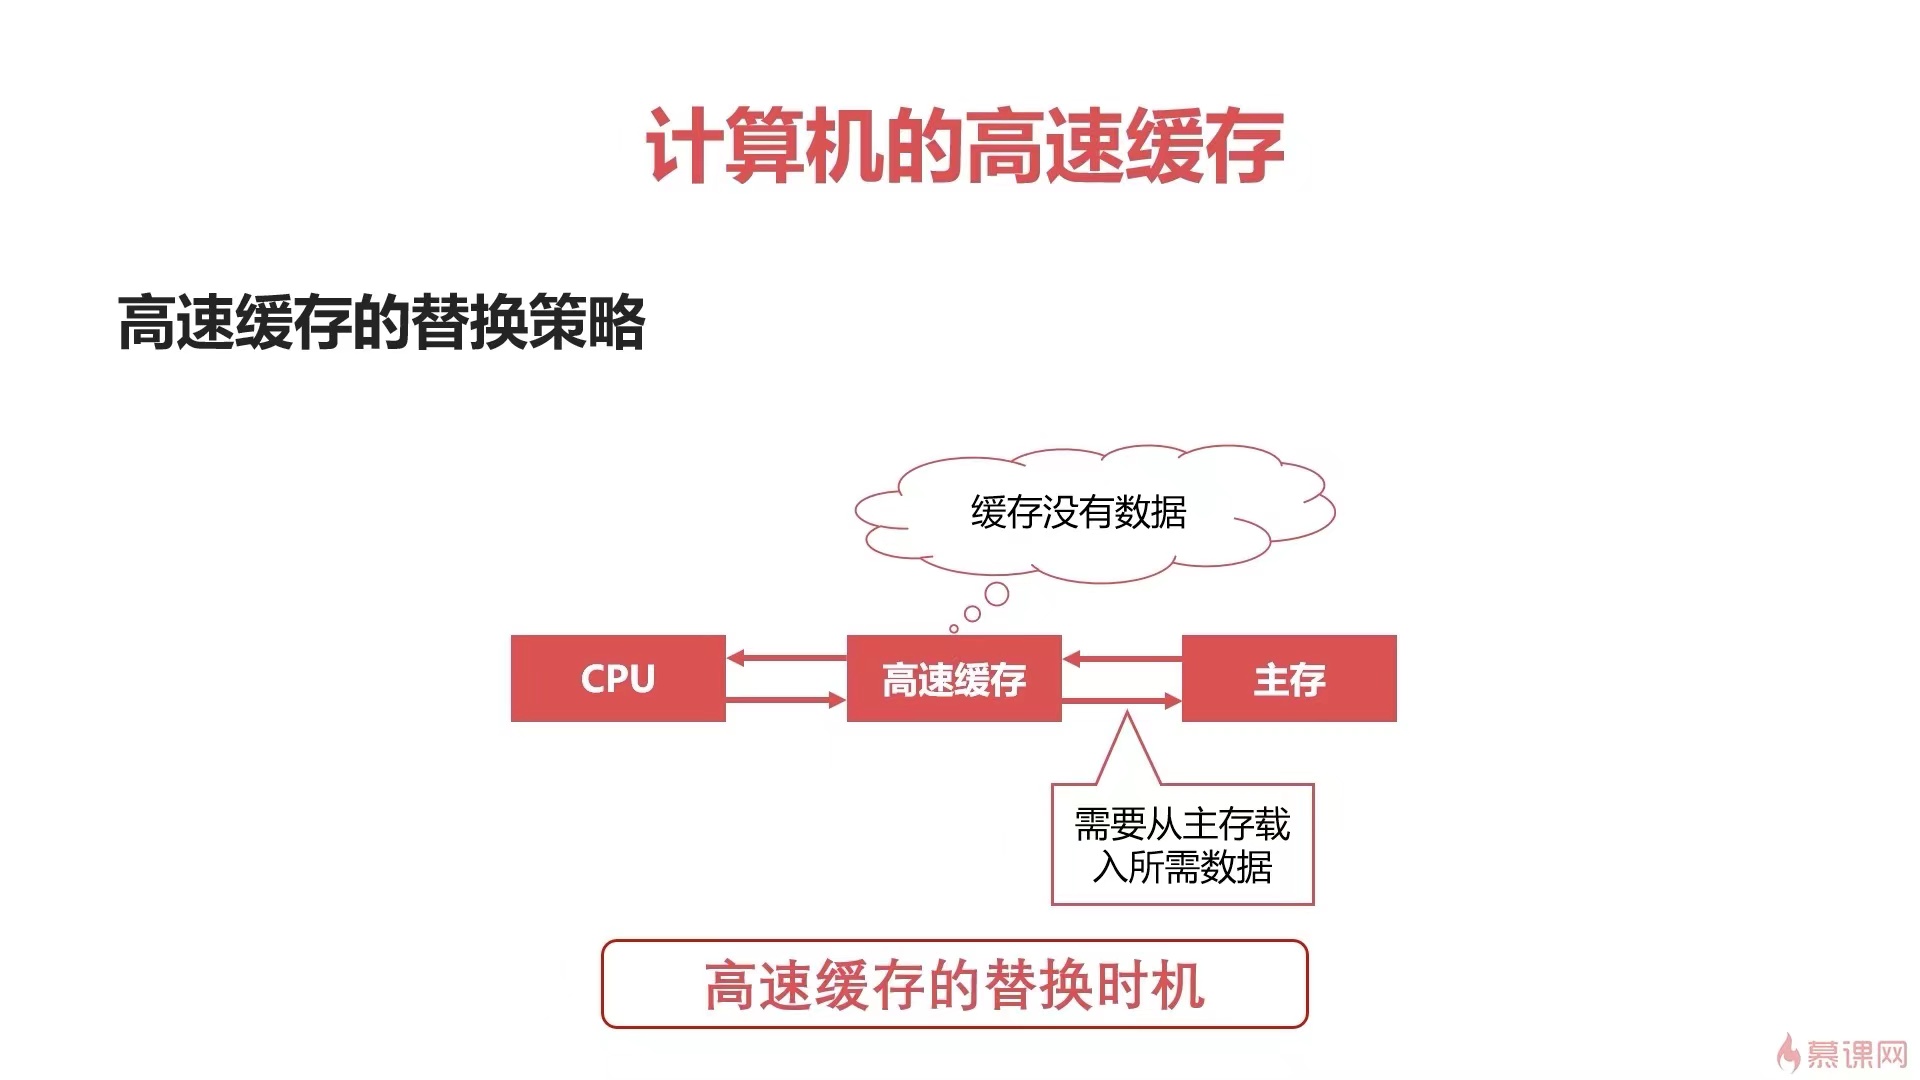 计算机的高速缓存
高速缓存的替换策略
缓存没有数据
CPU
高速缓存
主存
需要从主存载
入所需数据
高速缓存的替换时机
慕课网